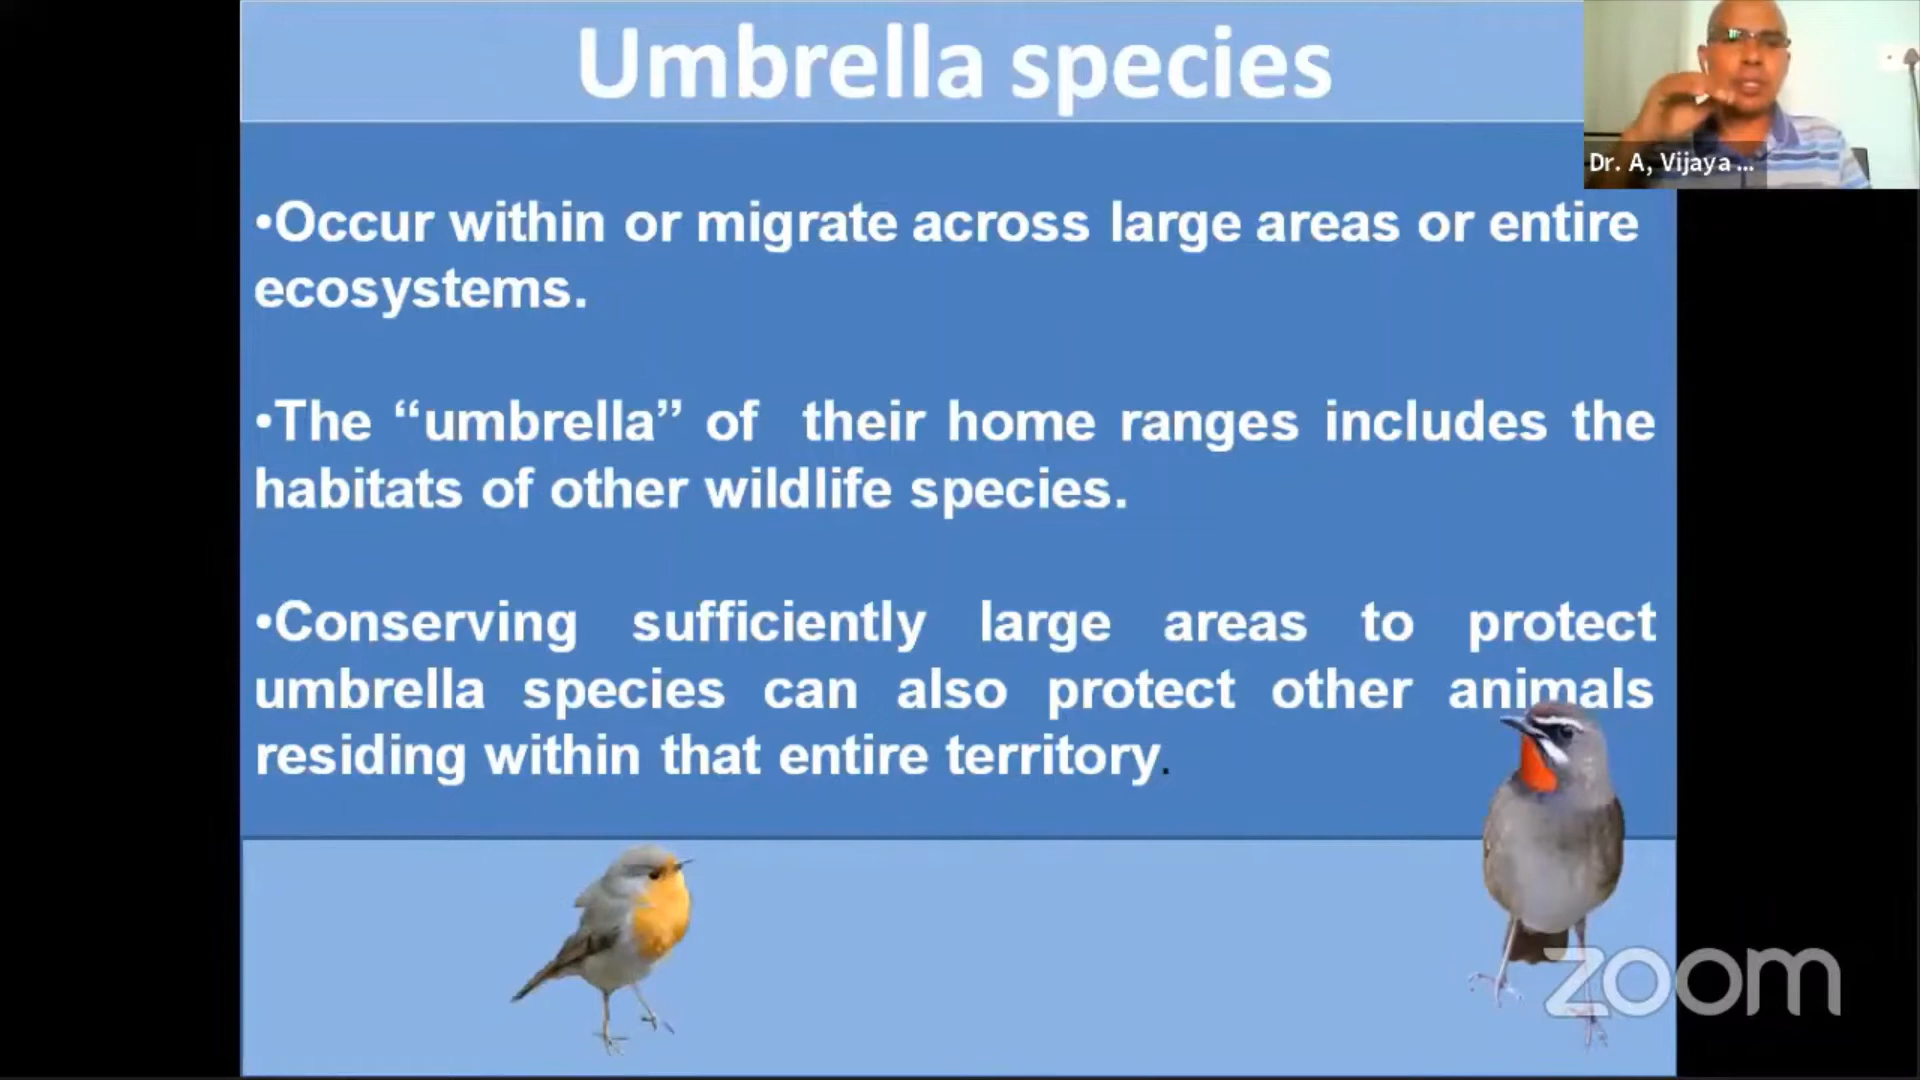 Umbrella species
Dr. A, Vijaya ...
•Occur within or migrate across large areas or entire
ecosystems.
•The “umbrella” of their home ranges includes the
habitats of other wildlife species.
•Conserving sufficiently large areas to protect
umbrella species can also protect other animals
residing within that entire territory.
zoom